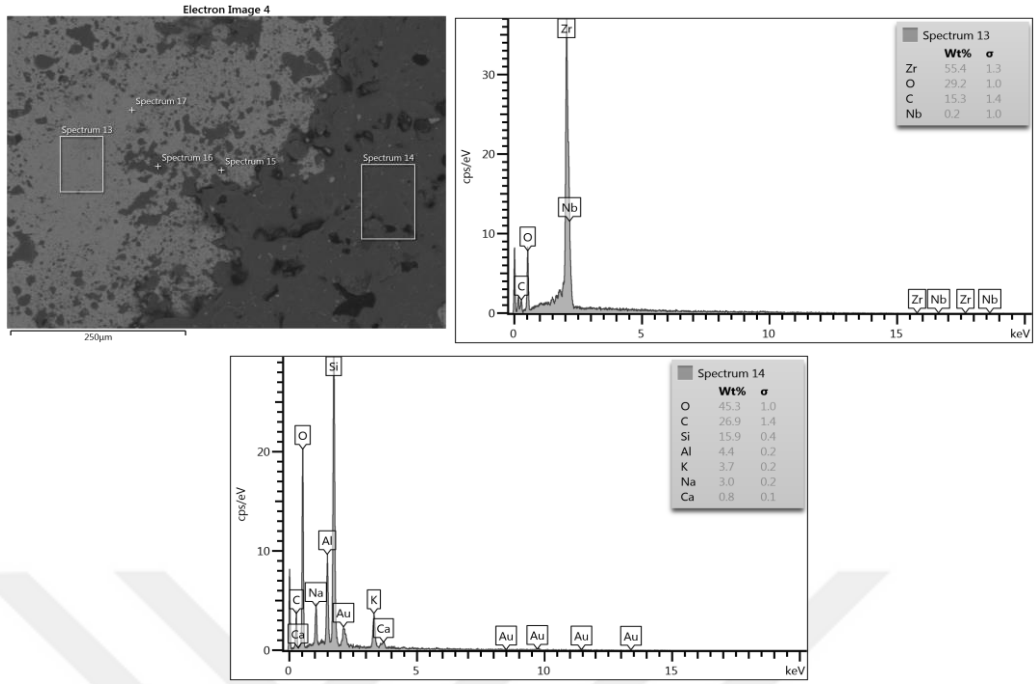 Electron Image 4
Spectrum 17
Spectrum 13
Spectrum 16
Spectrum 15
Spectrum 14
250µm
cps/eV
30
20
10
0
Zr
Nb
O
C
Zr
Nb
Zr
Nb
0
5
10
15
keV
Spectrum 13
Wt% σ
Zr 55.4 1.3
O 29.2 1.0
C 15.3 1.4
Nb 0.2 1.0
cps/eV
20
10
0
Si
O
Al
C
Na
Au
K
Ca
Ca
Au
Au
Au
Au
0
5
10
15
keV
Spectrum 14
Wt% σ
O 45.3 1.0
C 26.9 1.4
Si 15.9 0.4
Al 4.4 0.2
K 3.7 0.2
Na 3.0 0.2
Ca 0.8 0.1